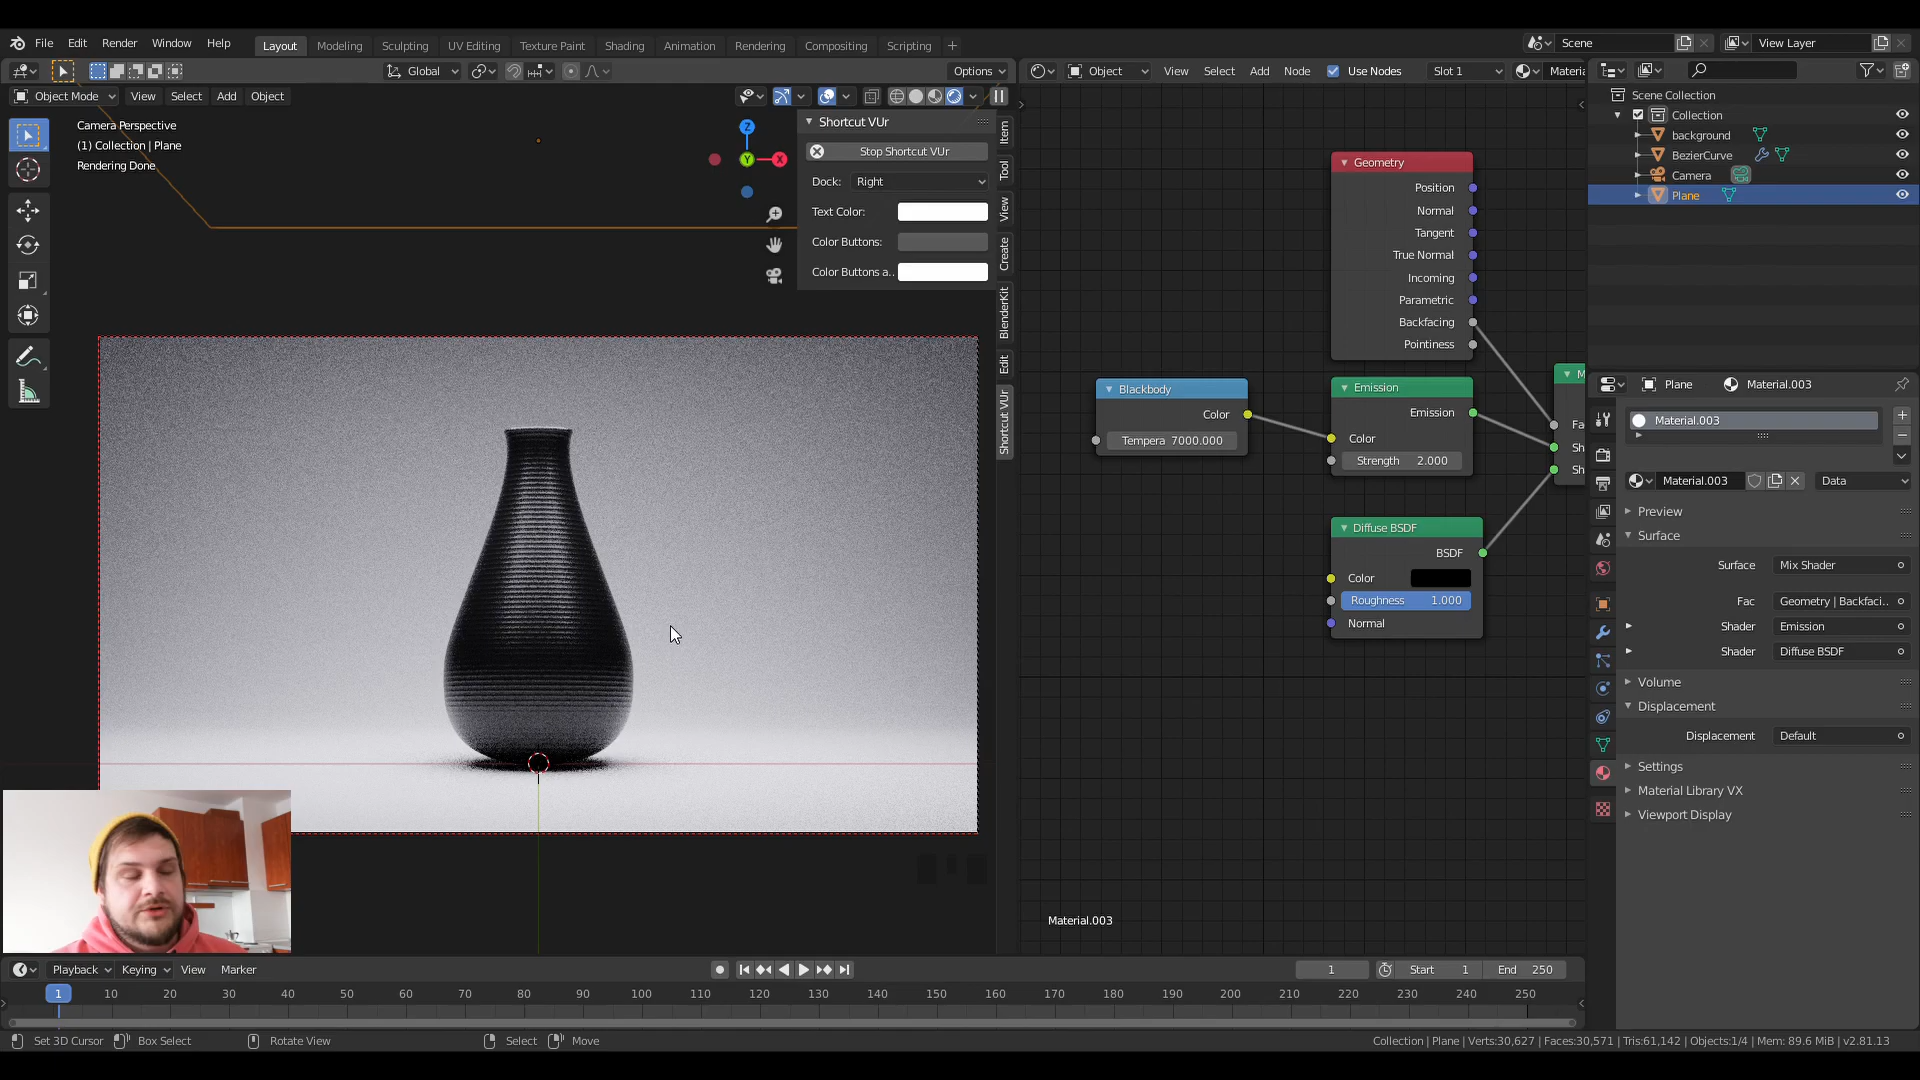 File Edit Render Window Help
Layout Modeling Sculpting UV Editing Texture Paint Shading Animation Rendering Compositing Scripting +
Scene
View Layer
Global
Options
Object
View Select Add Node
Use Nodes
Slot 1
Materia
Object Mode
View Select Add Object
Camera Perspective
(1) Collection | Plane
Rendering Done
Z
Y
X
Shortcut VUr
Stop Shortcut VUr
Dock: Right
Text Color:
Color Buttons:
Color Buttons a..
Item
Tool
View
Create
BlenderKit
Edit
Shortcut VUr
Geometry
Position
Normal
Tangent
True Normal
Incoming
Parametric
Backfacing
Pointiness
Blackbody
Color
Tempera 7000.000
Emission
Emission
Color
Strength 2.000
Diffuse BSDF
BSDF
Color
Roughness 1.000
Normal
M
Fa
Sh
Sh
Material.003
Scene Collection
Collection
background
BezierCurve
Camera
Plane
Plane
Material.003
Material.003
Material.003
Data
Preview
Surface
Surface Mix Shader
Fac Geometry | Backfaci..
Shader Emission
Shader Diffuse BSDF
Volume
Displacement
Displacement Default
Settings
Material Library VX
Viewport Display
Playback Keying View Marker
1
Start 1
End 250
1 10 20 30 40 50 60 70 80 90 100 110 120 130 140 150 160 170 180 190 200 210 220 230 240 250
Set 3D Cursor Box Select Rotate View Select Move
Collection | Plane | Verts:30,627 | Faces:30,571 | Tris:61,142 | Objects:1/4 | Mem: 89.6 MiB | v2.81.13